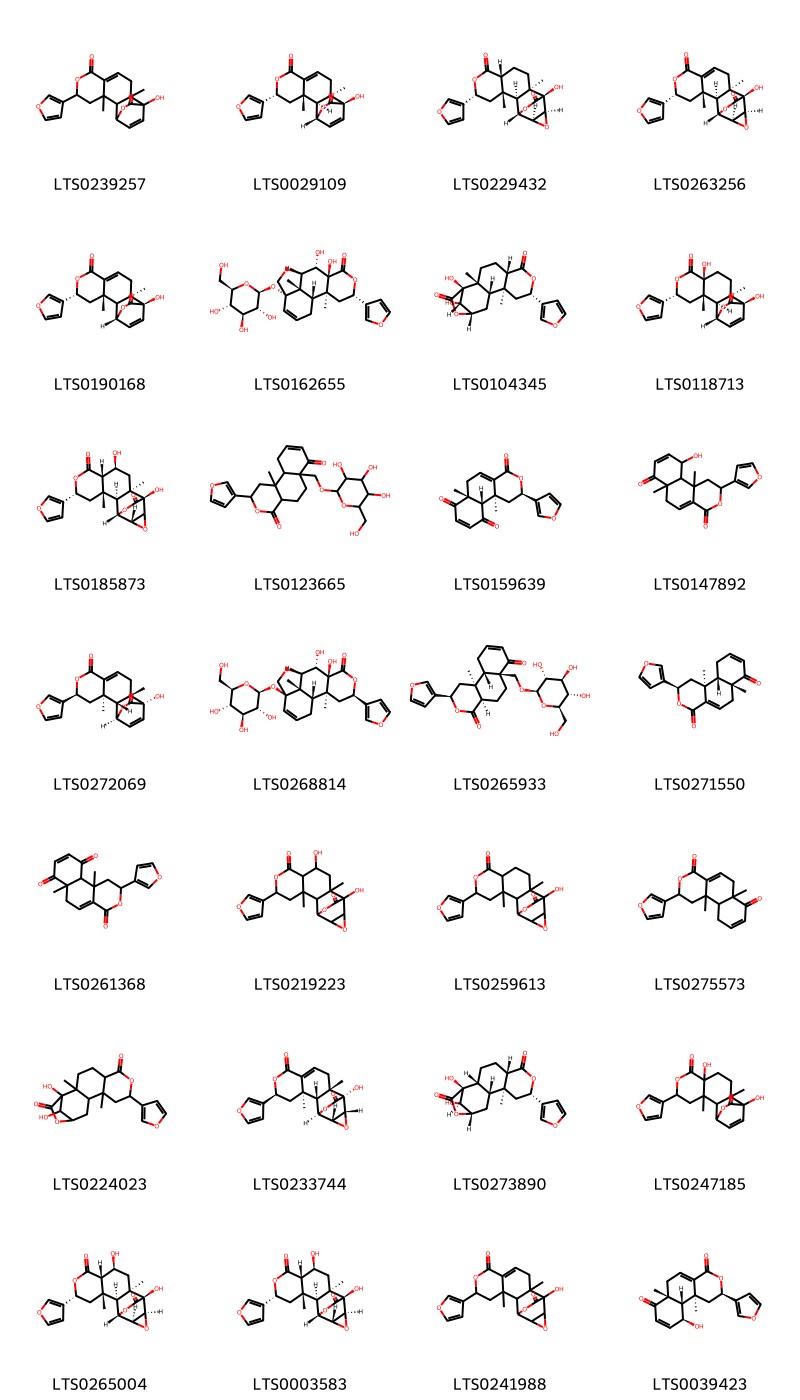 LTS0239257 LTS0029109 LTS0229432 LTS0263256
LTS0190168 LTS0162655 LTS0104345 LTS0118713
LTS0185873 LTS0123665 LTS0159639 LTS0147892
LTS0272069 LTS0268814 LTS0265933 LTS0271550
LTS0261368 LTS0219223 LTS0259613 LTS0275573
LTS0224023 LTS0233744 LTS0273890 LTS0247185
LTS0265004 LTS0003583 LTS0241988 LTS0039423